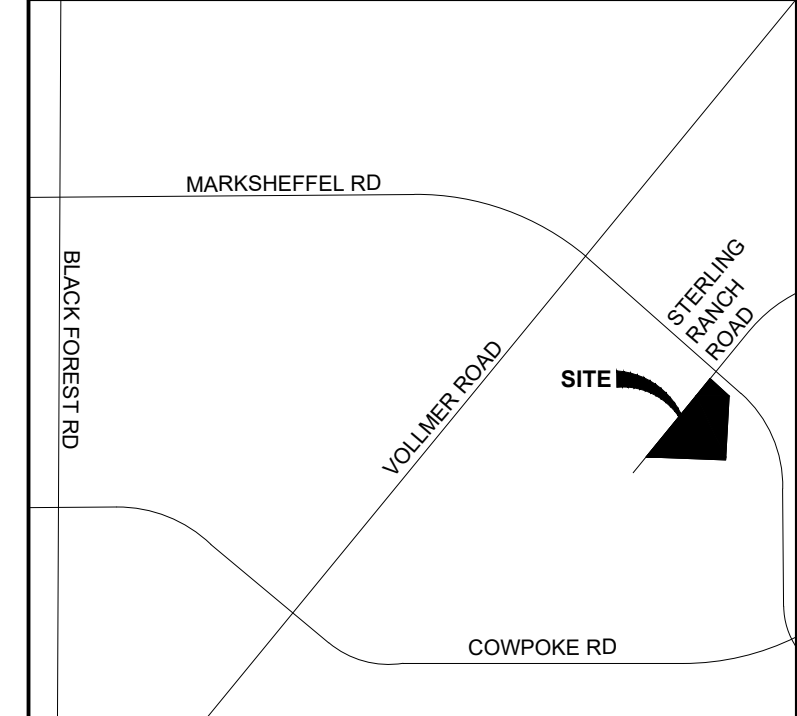 MARKSHEFFEL RD
BLACK FOREST RD
STERLING
RANCH
ROAD
VOLLMER ROAD
SITE
COWPOKE RD